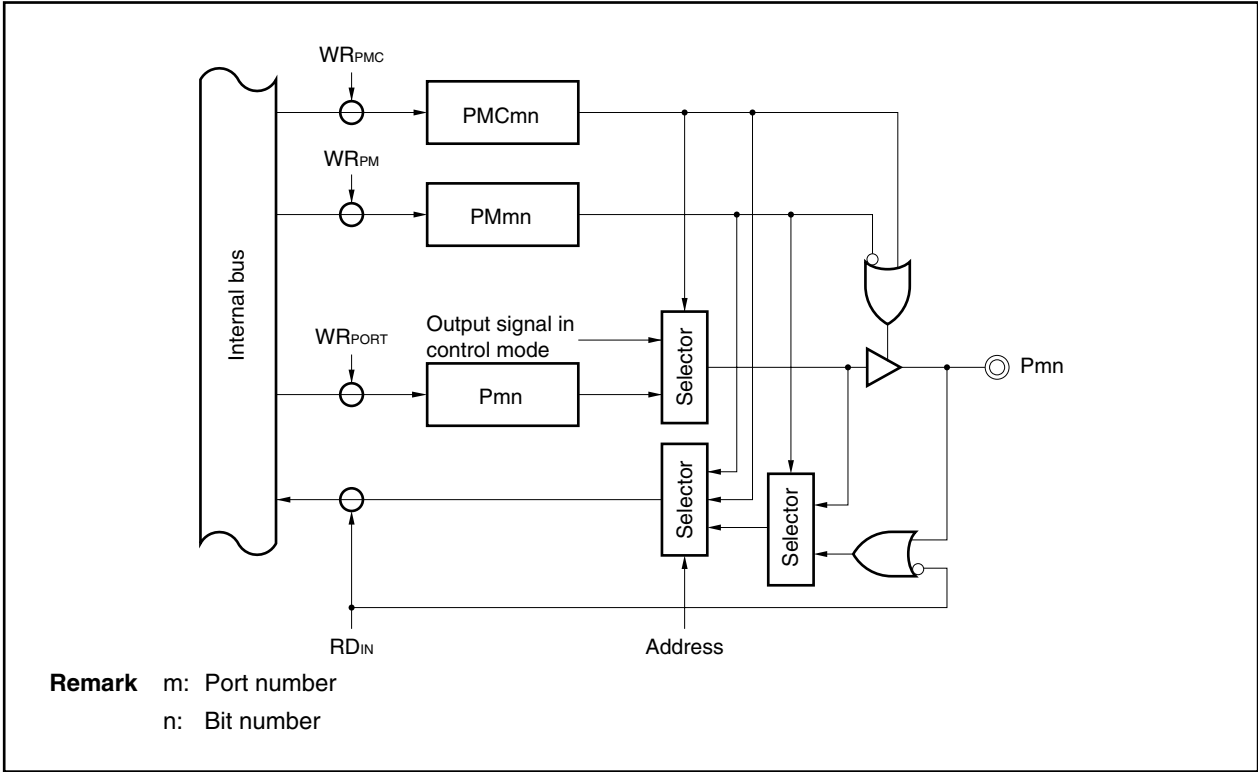 WRPMC
PMCmn
WRPM
PMmn
Internal bus
Output signal in
control mode
WRPORT
Pmn
Selector
Pmn
Selector
Selector
RDIN
Address
Remark m: Port number
n: Bit number